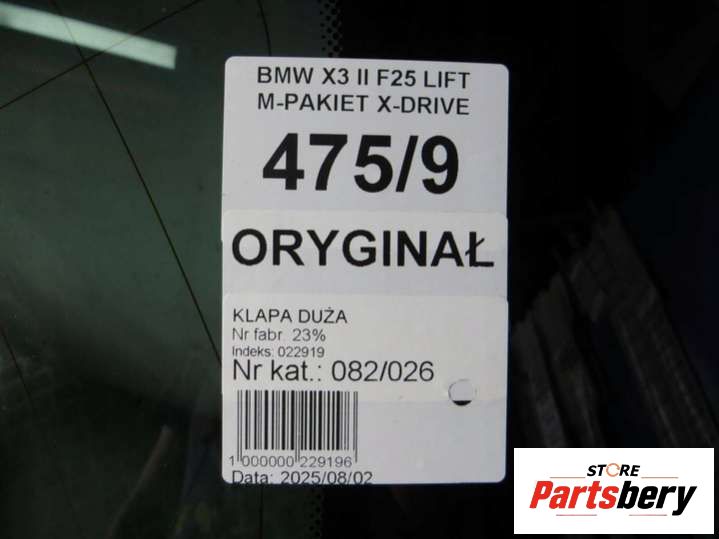 BMW X3 II F25 LIFT
M-PAKIET X-DRIVE
475/9
ORYGINAŁ
KLAPA DUŻA
Nr fabr. 23%
Indeks: 022919
Nr kat.: 082/026
1 000000 229196
Data: 2025/08/02
STORE
Partsbery